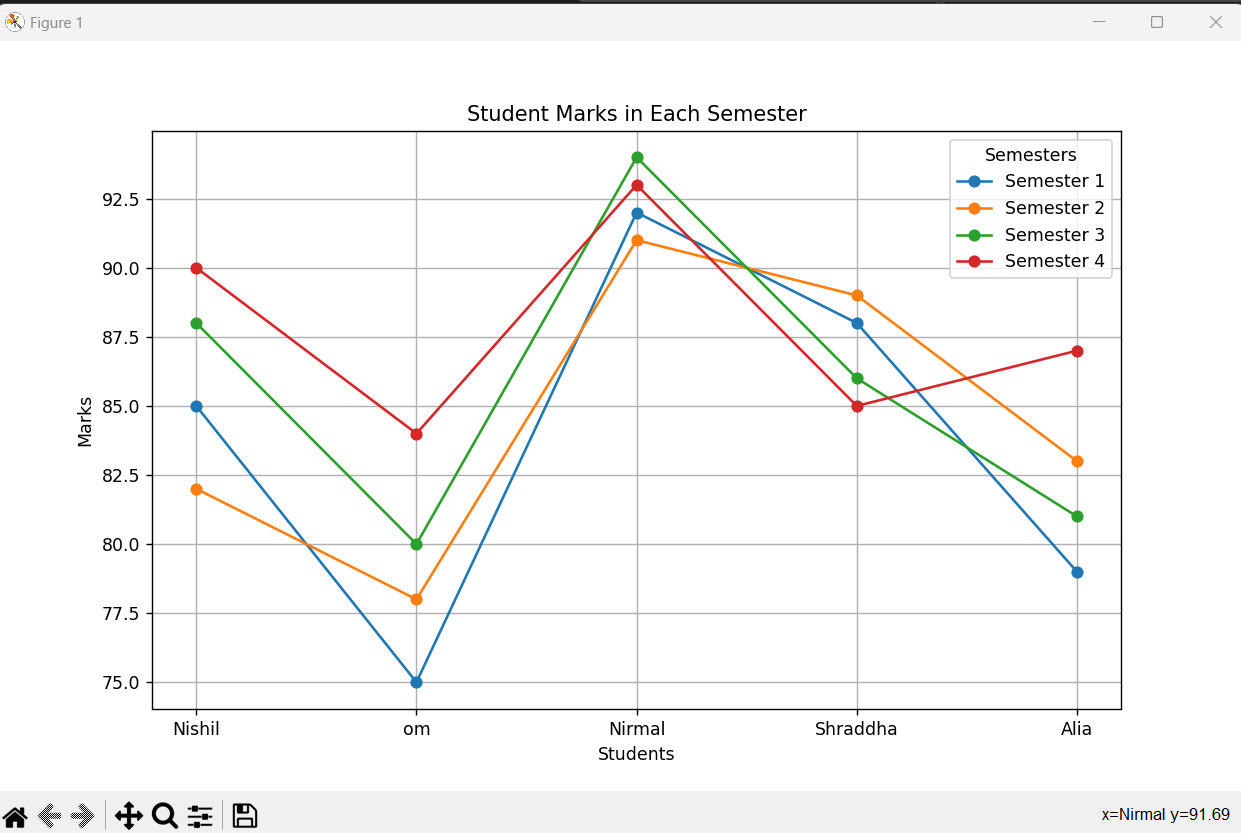 Figure 1
Student Marks in Each Semester
Semesters
Semester 1
Semester 2
Semester 3
Semester 4
92.5
90.0
87.5
85.0
82.5
80.0
77.5
75.0
Marks
Nishil om Nirmal Shraddha Alia
Students
x=Nirmal y=91.69